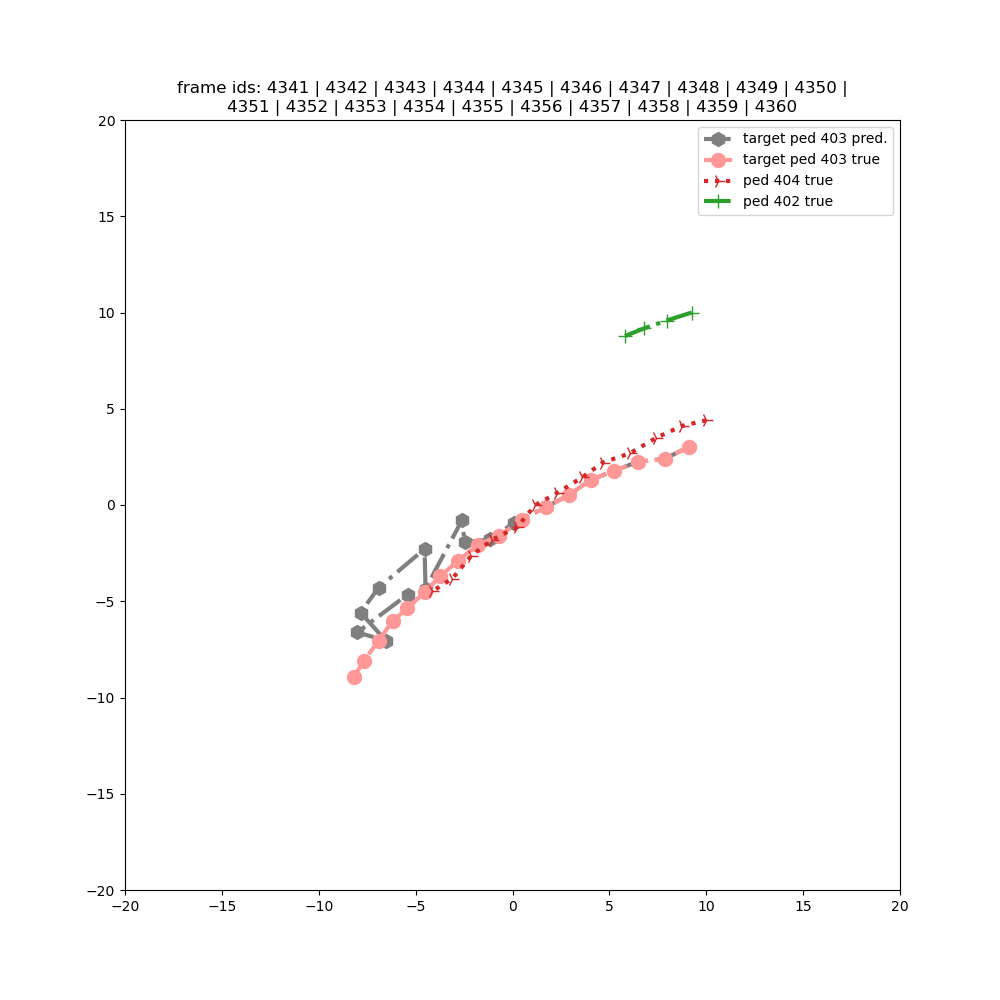 frame ids: 4341 | 4342 | 4343 | 4344 | 4345 | 4346 | 4347 | 4348 | 4349 | 4350 |
4351 | 4352 | 4353 | 4354 | 4355 | 4356 | 4357 | 4358 | 4359 | 4360
target ped 403 pred.
target ped 403 true
ped 404 true
ped 402 true
20
15
10
5
0
−5
−10
−15
−20
−20 −15 −10 −5 0 5 10 15 20